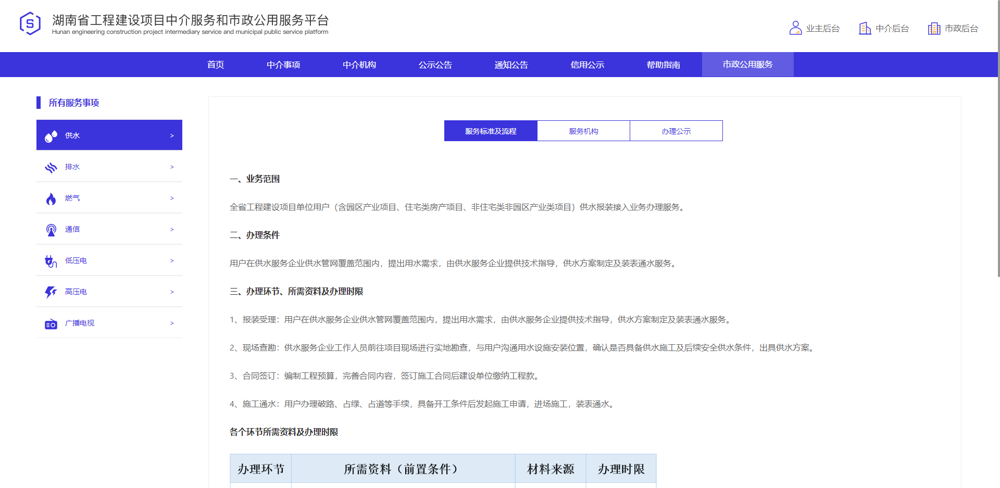 湖南省工程建设项目中介服务和市政公用服务平台
Hunan engineering construction project intermediary service and municipal public service platform
业主后台
中介后台
市政后台
首页
中介事项
中介机构
公示公告
通知公告
信用公示
帮助指南
市政公用服务
所有服务事项
供水 >
排水 >
燃气 >
通信 >
低压电 >
高压电 >
广播电视 >
服务标准及流程
服务机构
办理公示
一、业务范围
全省工程建设项目单位用户（含园区产业项目、住宅类房产项目、非住宅类非园区产业类项目）供水报装接入业务办理服务。
二、办理条件
用户在供水服务企业供水管网覆盖范围内，提出用水需求，由供水服务企业提供技术指导，供水方案制定及装表通水服务。
三、办理环节、所需资料及办理时限
1、报装受理：用户在供水服务企业供水管网覆盖范围内，提出用水需求，由供水服务企业提供技术指导，供水方案制定及装表通水服务。
2、现场查勘：供水服务企业工作人员前往项目现场进行实地勘查，与用户沟通用水设施安装位置，确认是否具备供水施工及后续安全供水条件，出具供水方案。
3、合同签订：编制工程预算，完善合同内容，签订施工合同后建设单位缴纳工程款。
4、施工通水：用户办理破路、占绿、占道等手续，具备开工条件后发起施工申请，进场施工，装表通水。
各个环节所需资料及办理时限
办理环节
所需资料（前置条件）
材料来源
办理时限